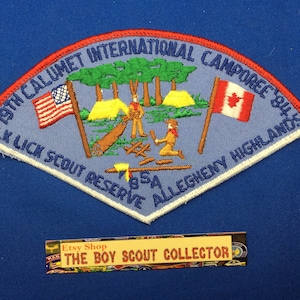 19TH CALUMET INTERNATIONAL CAMPOREE '84
K LICK SCOUT RESERVE ALLEGHENY HIGHLANDS
BSA
Etsy Shop
THE BOY SCOUT COLLECTOR